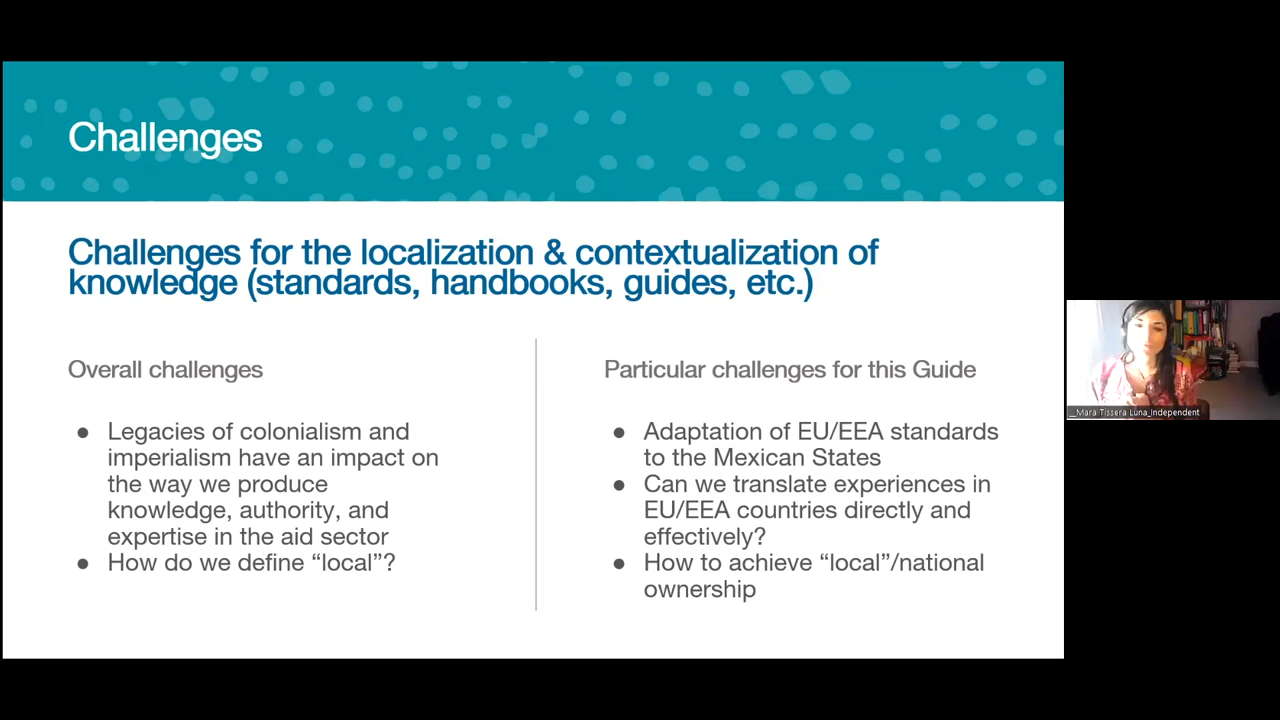 Challenges
Challenges for the localization & contextualization of
knowledge (standards, handbooks, guides, etc.)
Overall challenges
● Legacies of colonialism and
imperialism have an impact on
the way we produce
knowledge, authority, and
expertise in the aid sector
● How do we define “local”?
Particular challenges for this Guide
● Adaptation of EU/EEA standards
to the Mexican States
● Can we translate experiences in
EU/EEA countries directly and
effectively?
● How to achieve “local”/national
ownership
__Mara Tissera Luna_Independent